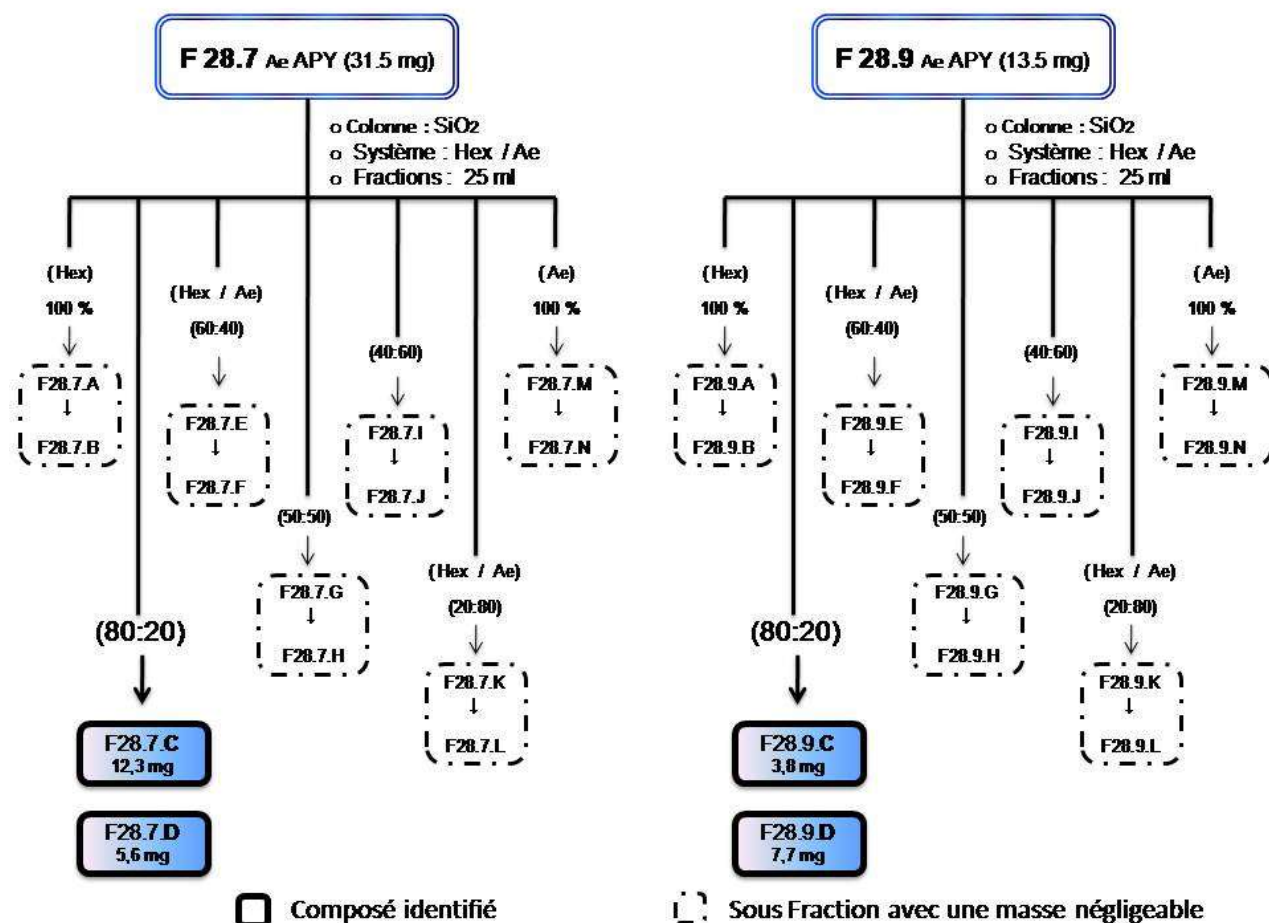 F 28.7 Ae APY (31.5 mg)
o Colonne : SiO2
o Système : Hex / Ae
o Fractions : 25 ml
(Hex)
100 %
F28.7.A
↓
F28.7.B
(80:20)
F28.7.C
12,3 mg
F28.7.D
5,6 mg
(Hex / Ae)
(60:40)
F28.7.E
↓
F28.7.F
(50:50)
F28.7.G
↓
F28.7.H
(40:60)
F28.7.I
↓
F28.7.J
(Hex / Ae)
(20:80)
F28.7.K
↓
F28.7.L
(Ae)
100 %
F28.7.M
↓
F28.7.N
F 28.9 Ae APY (13.5 mg)
o Colonne : SiO2
o Système : Hex / Ae
o Fractions : 25 ml
(Hex)
100 %
F28.9.A
↓
F28.9.B
(80:20)
F28.9.C
3,8 mg
F28.9.D
7,7 mg
(Hex / Ae)
(60:40)
F28.9.E
↓
F28.9.F
(50:50)
F28.9.G
↓
F28.9.H
(40:60)
F28.9.I
↓
F28.9.J
(Hex / Ae)
(20:80)
F28.9.K
↓
F28.9.L
(Ae)
100 %
F28.9.M
↓
F28.9.N
Composé identifié
Sous Fraction avec une masse négligeable